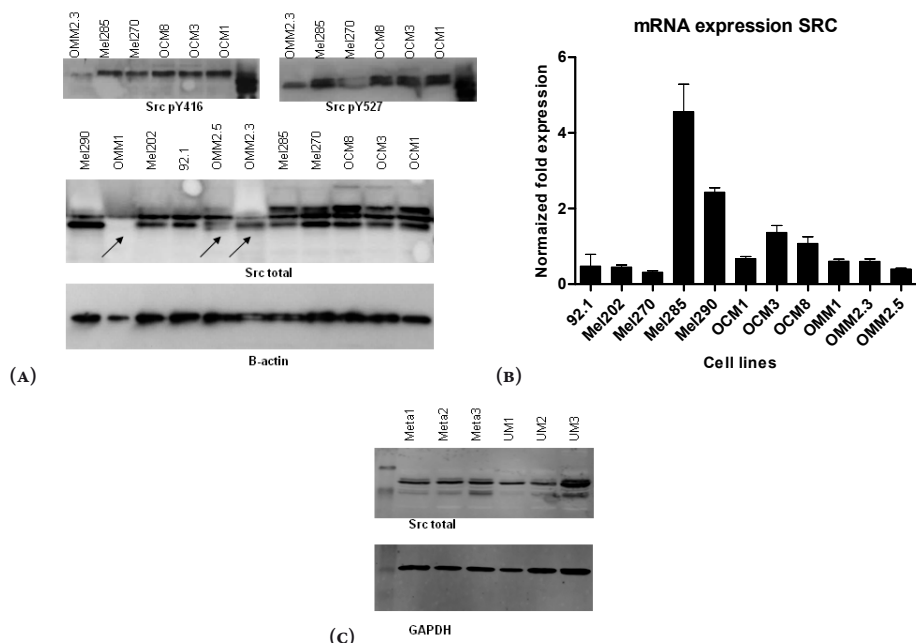 OMM2.3 Mel285 Mel270 OCM8 OCM3 OCM1
Src pY416
OMM2.3 Mel285 Mel270 OCM8 OCM3 OCM1
Src pY527
Mel290 OMM1 Mel202 92.1 OMM2.5 OMM2.3 Mel285 Mel270 OCM8 OCM3 OCM1
Src total
B-actin
(A)
mRNA expression SRC
Normaized fold expression
6
4
2
0
92.1 Mel202 Mel270 Mel285 Mel290 OCM1 OCM3 OCM8 OMM1 OMM2.3 OMM2.5
Cell lines
(B)
Meta1 Meta2 Meta3 UM1 UM2 UM3
Src total
GAPDH
(C)